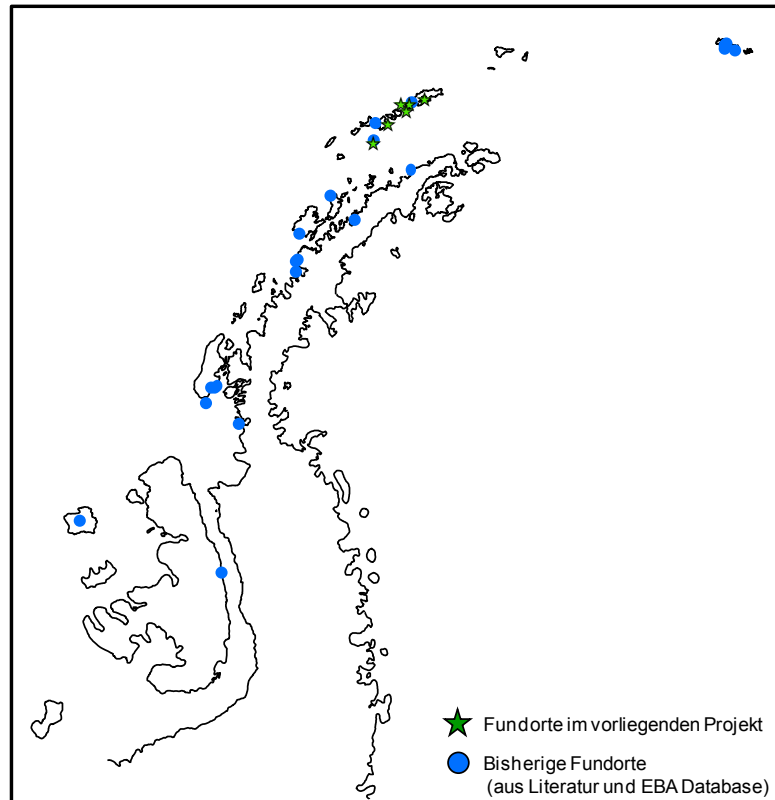 Fundorte im vorliegenden Projekt
Bisherige Fundorte
(aus Literatur und EBA Database)